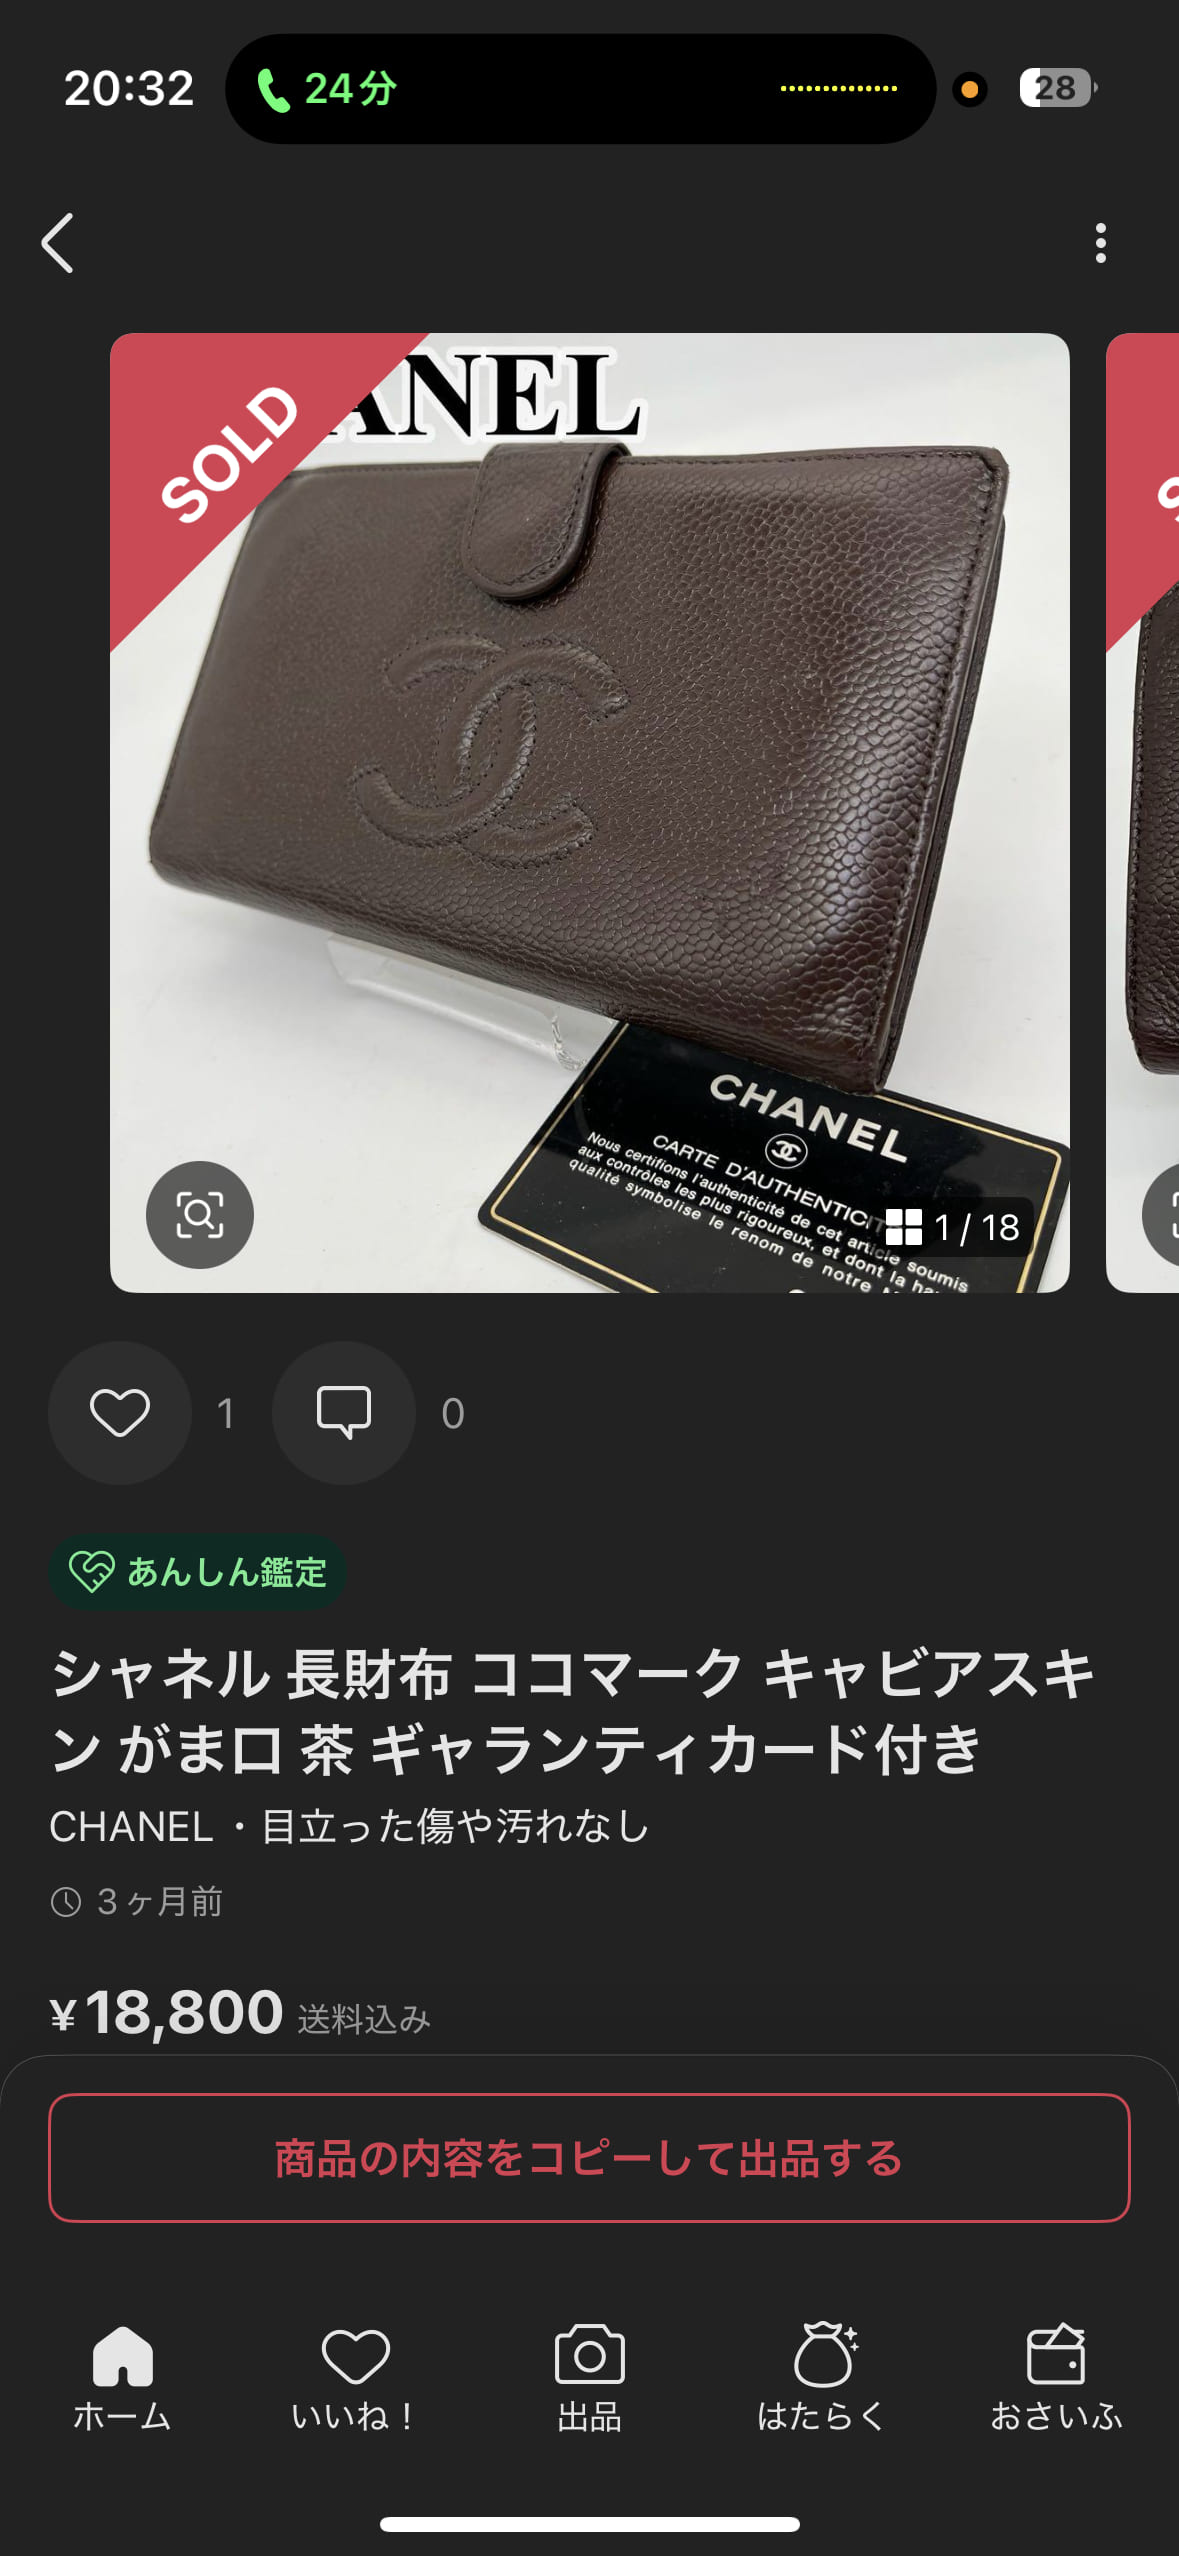 20:32
24分
28
SOLD
ANEL
CHANEL
CARTE D'AUTHENTICIT
Nous certifions l'authenticité de cet article soumis
aux contrôles les plus rigoureux, et dont la ha
qualité symbolise le renom de notre M
1 / 18
1
0
あんしん鑑定
シャネル 長財布 ココマーク キャビアスキ
ン がま口 茶 ギャランティカード付き
CHANEL・目立った傷や汚れなし
3ヶ月前
¥18,800 送料込み
商品の内容をコピーして出品する
ホーム
いいね!
出品
はたらく
おさいふ